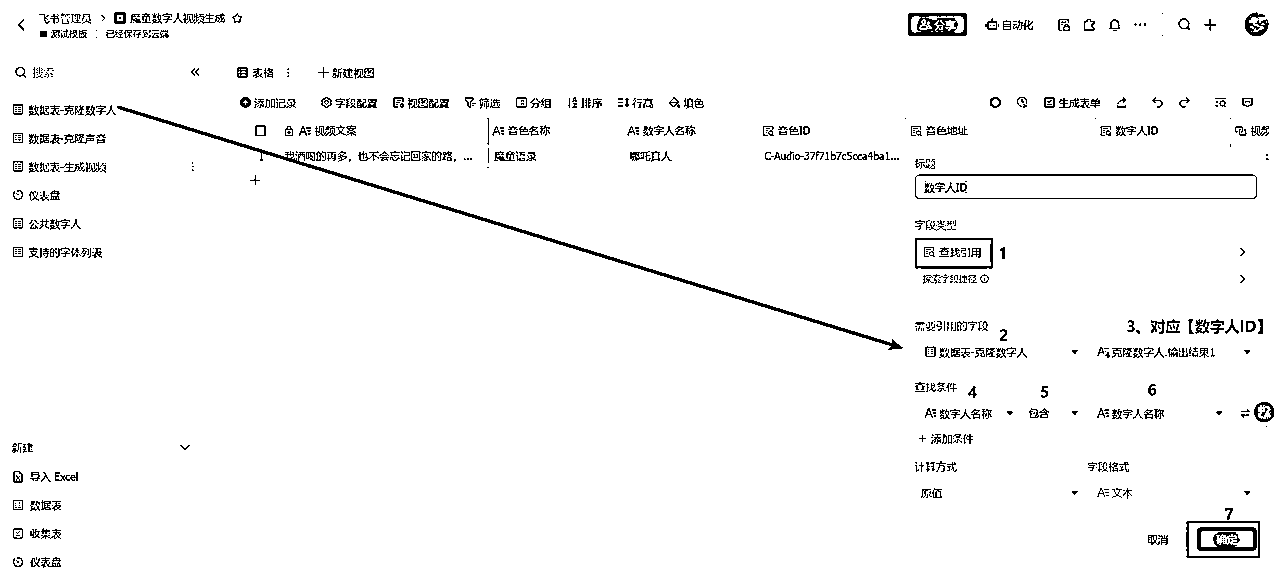 飞书管理员 > 魔童数字人视频生成
测试模板 | 已经保存到云端
分享 自动化
搜索
表格 + 新建视图
添加记录 字段配置 视图配置 筛选 分组 排序 行高 填色 生成表单
数据表-克隆数字人
数据表-克隆声音
数据表-生成视频
仪表盘
公共数字人
支持的字体列表
视频文案 音色名称 数字人名称 音色ID 音色地址 数字人ID 视频
1 我洒喝的再多，也不会忘记回家的路，... 魔童语录 哪吒真人 C-Audio-37f71b7c5cca4ba1...
标题
数字人ID
字段类型
查找引用 1
探索字段捷径
需要引用的字段
2 3、对应【数字人ID】
数据表-克隆数字人 克隆数字人.输出结果1
查找条件 4 5 6
数字人名称 包含 数字人名称
+ 添加条件
计算方式 字段格式
原值 文本
7
取消 确定
新建
导入 Excel
数据表
收集表
仪表盘